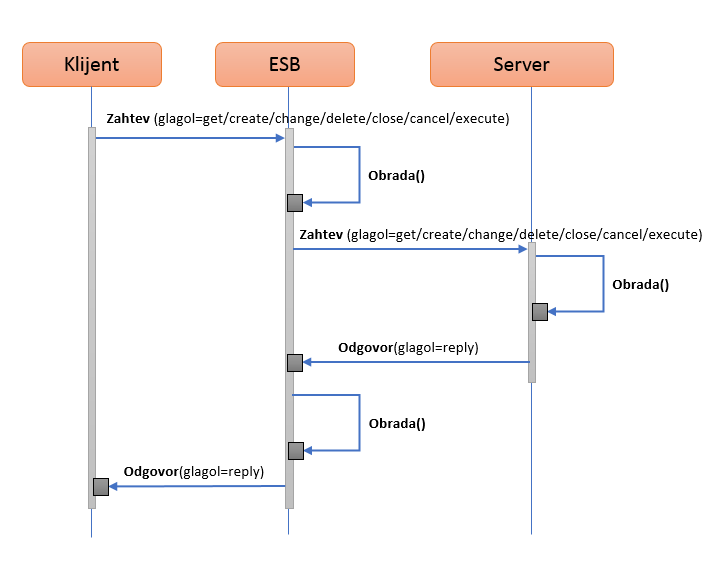 Klijent
ESB
Server
Zahtev (glagol=get/create/change/delete/close/cancel/execute)
Obrada()
Zahtev (glagol=get/create/change/delete/close/cancel/execute)
Obrada()
Odgovor(glagol=reply)
Obrada()
Odgovor(glagol=reply)